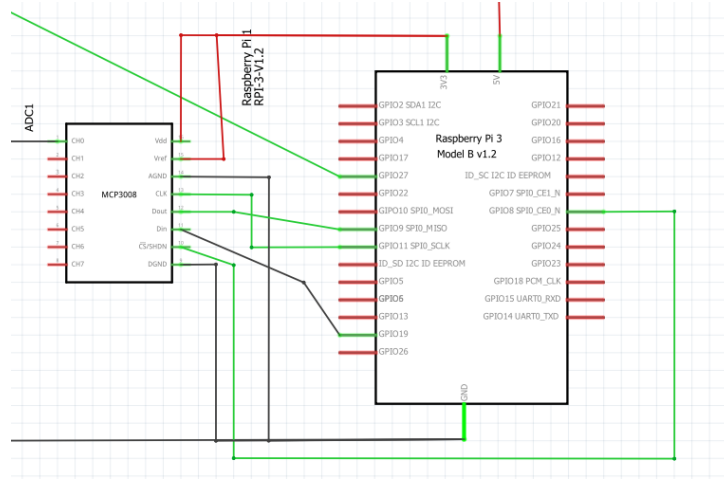 ADC1
Raspberry Pi 1
RPI-3-V1.2
CH0
CH1
CH2
CH3
CH4
CH5
CH6
CH7
MCP3008
Vdd
Vref
AGND
CLK
Dout
Din
CS/SHDN
DGND
3V3
5V
Raspberry Pi 3
Model B v1.2
GPIO2 SDA1 I2C
GPIO3 SCL1 I2C
GPIO4
GPIO17
GPIO27
GPIO22
GIPO10 SPI0_MOSI
GPIO9 SPI0_MISO
GPIO11 SPI0_SCLK
ID_SD I2C ID EEPROM
GPIO5
GPIO6
GPIO13
GPIO19
GPIO26
GPIO21
GPIO20
GPIO16
GPIO12
ID_SC I2C ID EEPROM
GPIO7 SPI0_CE1_N
GPIO8 SPI0_CE0_N
GPIO25
GPIO24
GPIO23
GPIO18 PCM_CLK
GPIO15 UART0_RXD
GPIO14 UART0_TXD
GND